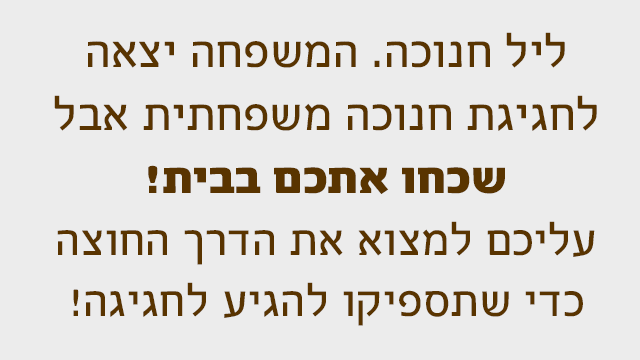 ליל חנוכה. המשפחה יצאה
לחגיגת חנוכה משפחתית אבל
שכחו אתכם בבית!
עליכם למצוא את הדרך החוצה
כדי שתספיקו להגיע לחגיגה!